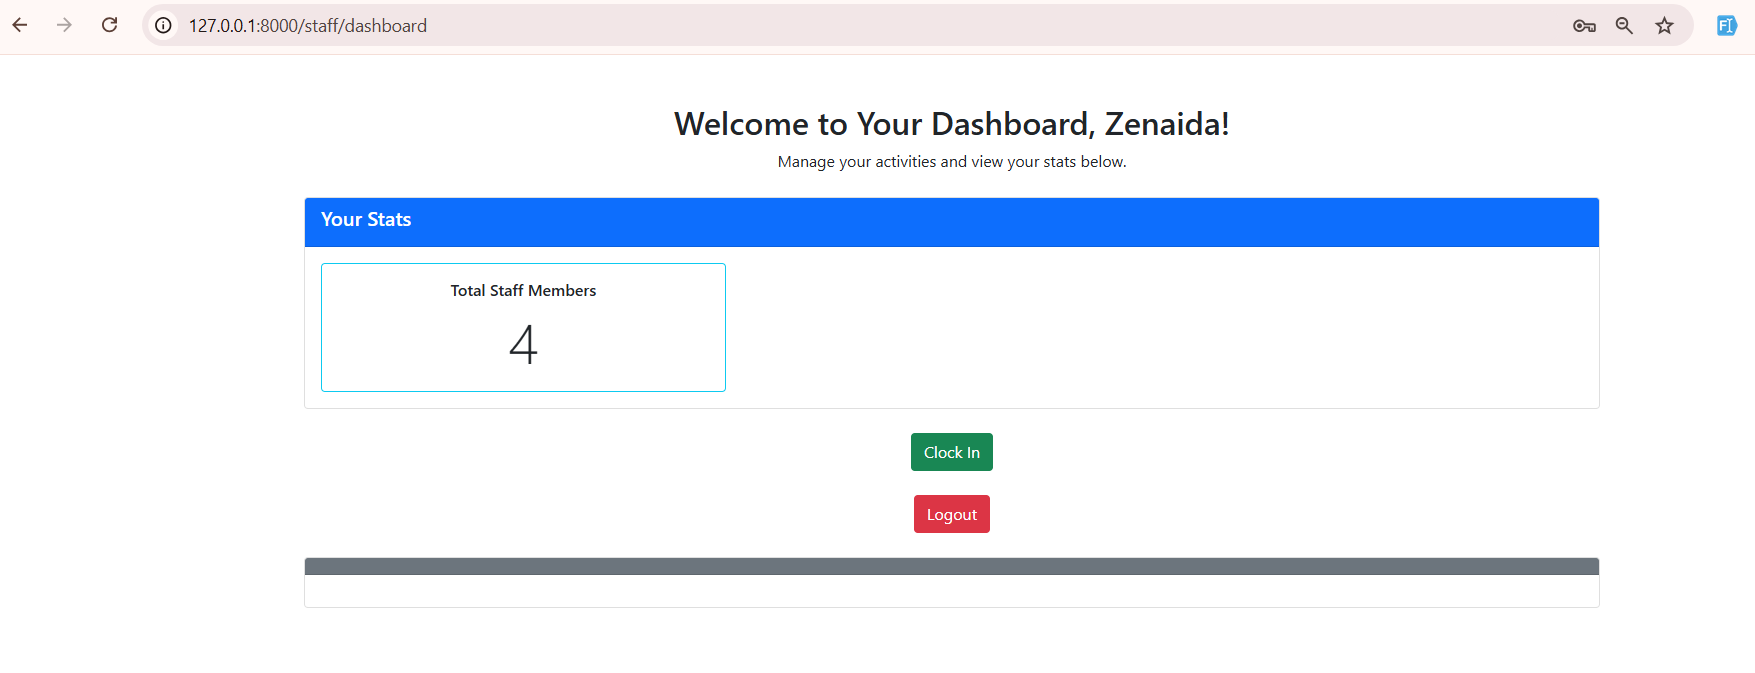 127.0.0.1:8000/staff/dashboard
Welcome to Your Dashboard, Zenaida!
Manage your activities and view your stats below.
Your Stats
Total Staff Members
4
Clock In
Logout